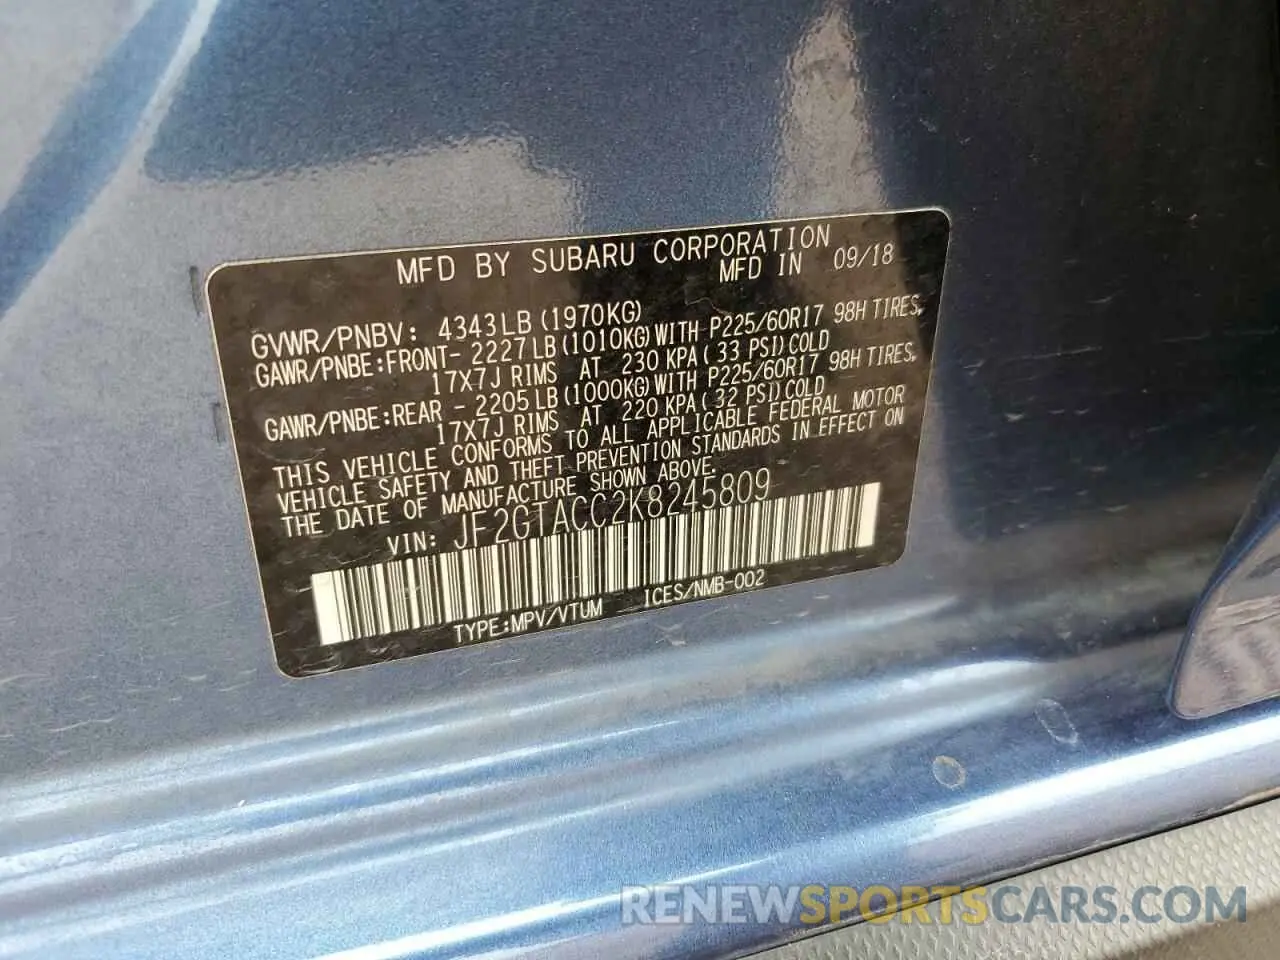 MFD BY SUBARU CORPORATION
MFD IN 09/18
GVWR/PNBV: 4343LB(1970KG)
GAWR/PNBE:FRONT- 2227LB(1010KG)WITH P225/60R17 98H TIRES,
17X7J RIMS AT 230 KPA(33 PSI)COLD
GAWR/PNBE:REAR - 2205LB(1000KG)WITH P225/60R17 98H TIRES,
17X7J RIMS AT 220 KPA(32 PSI)COLD
THIS VEHICLE CONFORMS TO ALL APPLICABLE FEDERAL MOTOR
VEHICLE SAFETY AND THEFT PREVENTION STANDARDS IN EFFECT ON
THE DATE OF MANUFACTURE SHOWN ABOVE.
VIN: JF2GTACC2K8245809
TYPE:MPV/VTUM ICES/NMB-002
RENEWSPORTSCARS.COM